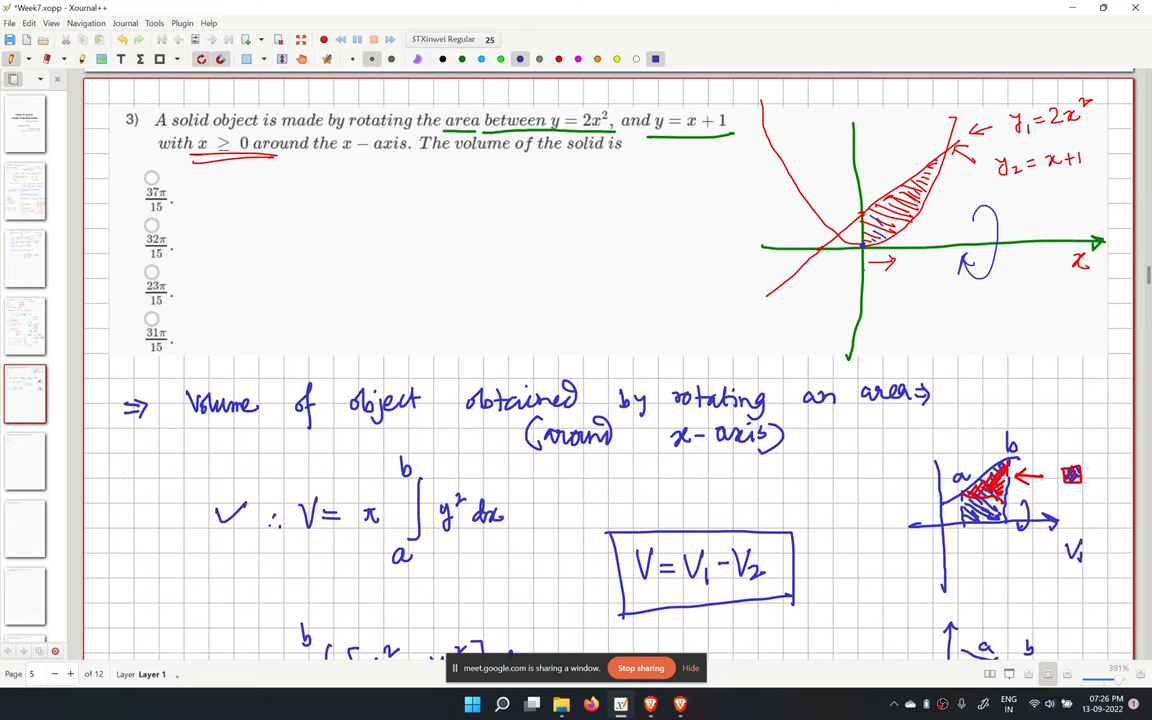 *Week7.xopp - Xournal++
File Edit View Navigation Journal Tools Plugin Help
STXinwei Regular 25
3) A solid object is made by rotating the area between y = 2x², and y = x + 1
with x ≥ 0 around the x − axis. The volume of the solid is
37π/15.
32π/15.
23π/15.
31π/15.
y₁ = 2x²
y₂ = x+1
x
⇒ Volume of object obtained by rotating an area ⇒
(around x-axis)
a b
✓ ∴ V = π ∫ₐᵇ y² dx
V = V₁ - V₂
V₁
b
a b
meet.google.com is sharing a window. Stop sharing Hide
Page 5 of 12 Layer Layer 1
391%
ENG
IN
07:26 PM
13-09-2022